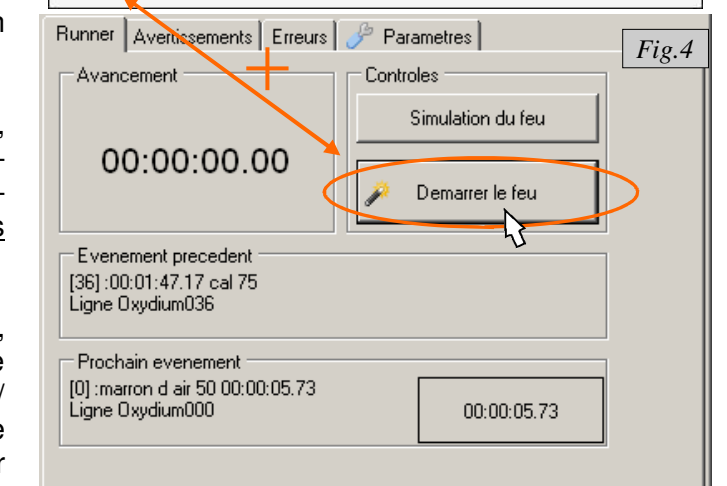 Runner Avertissements Erreurs Parametres
Fig.4
Avancement
00:00:00.00
Controles
Simulation du feu
Demarrer le feu
Evenement precedent
[36] :00:01:47.17 cal 75
Ligne Oxydium036
Prochain evenement
[0] :marron d air 50 00:00:05.73
Ligne Oxydium000
00:00:05.73